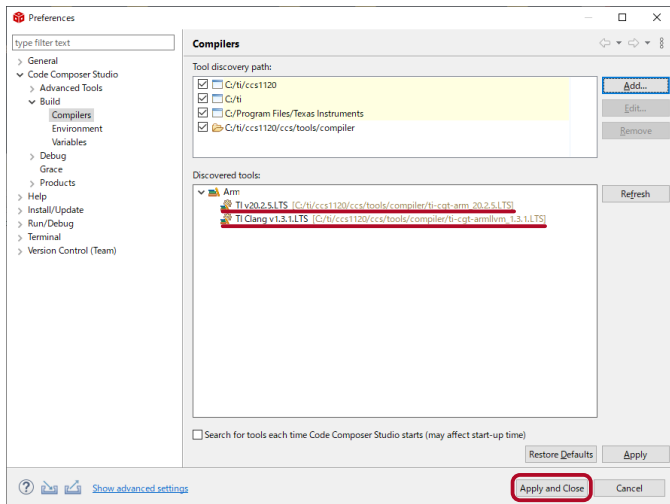 Preferences
type filter text
General
Code Composer Studio
Advanced Tools
Build
Compilers
Environment
Variables
Debug
Grace
Products
Help
Install/Update
Run/Debug
Terminal
Version Control (Team)
Compilers
Tool discovery path:
C:/ti/ccs1120
C:/ti
C:/Program Files/Texas Instruments
C:/ti/ccs1120/ccs/tools/compiler
Add...
Edit...
Remove
Discovered tools:
Arm
TI v20.2.5.LTS [C:/ti/ccs1120/ccs/tools/compiler/ti-cgt-arm_20.2.5.LTS]
TI Clang v1.3.1.LTS [C:/ti/ccs1120/ccs/tools/compiler/ti-cgt-armllvm_1.3.1.LTS]
Refresh
Search for tools each time Code Composer Studio starts (may affect start-up time)
Restore Defaults
Apply
Show advanced settings
Apply and Close
Cancel